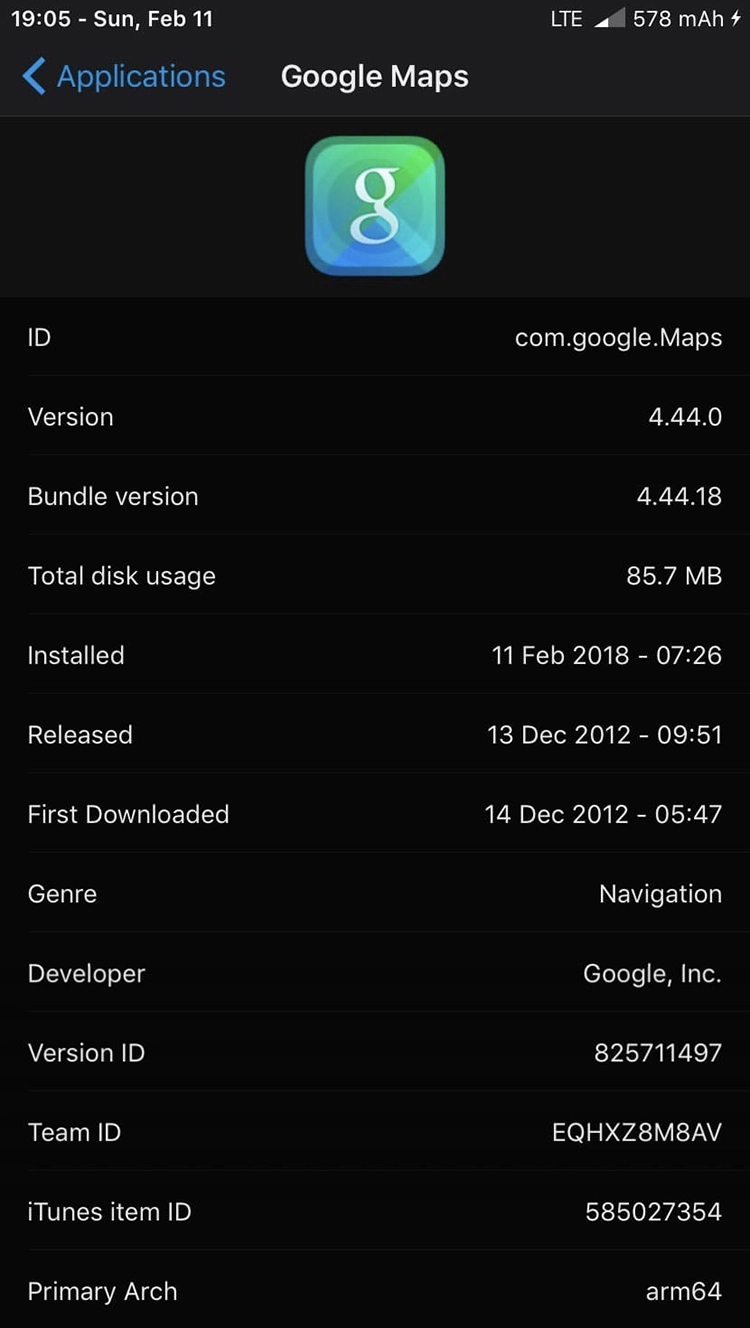 19:05 - Sun, Feb 11 LTE 578 mAh
Applications Google Maps
g
ID com.google.Maps
Version 4.44.0
Bundle version 4.44.18
Total disk usage 85.7 MB
Installed 11 Feb 2018 - 07:26
Released 13 Dec 2012 - 09:51
First Downloaded 14 Dec 2012 - 05:47
Genre Navigation
Developer Google, Inc.
Version ID 825711497
Team ID EQHXZ8M8AV
iTunes item ID 585027354
Primary Arch arm64